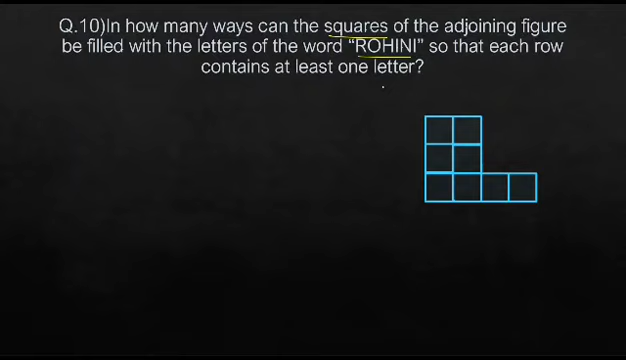 Q.10)In how many ways can the squares of the adjoining figure
be filled with the letters of the word “ROHINI” so that each row
contains at least one letter?